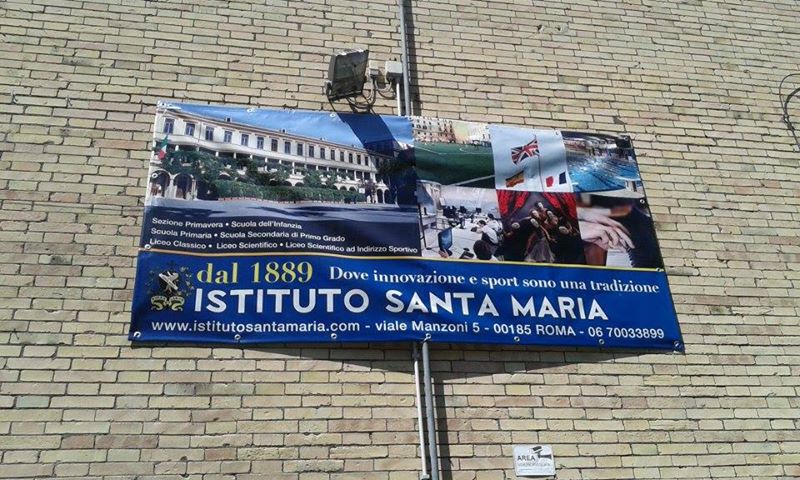 Sezione Primavera • Scuola dell'Infanzia
Scuola Primaria • Scuola Secondaria di Primo Grado
Liceo Classico • Liceo Scientifico • Liceo Scientifico ad Indirizzo Sportivo
dal 1889 Dove innovazione e sport sono una tradizione
ISTITUTO SANTA MARIA
www.istitutosantamaria.com - viale Manzoni 5 - 00185 ROMA - 06 70033899
AREA